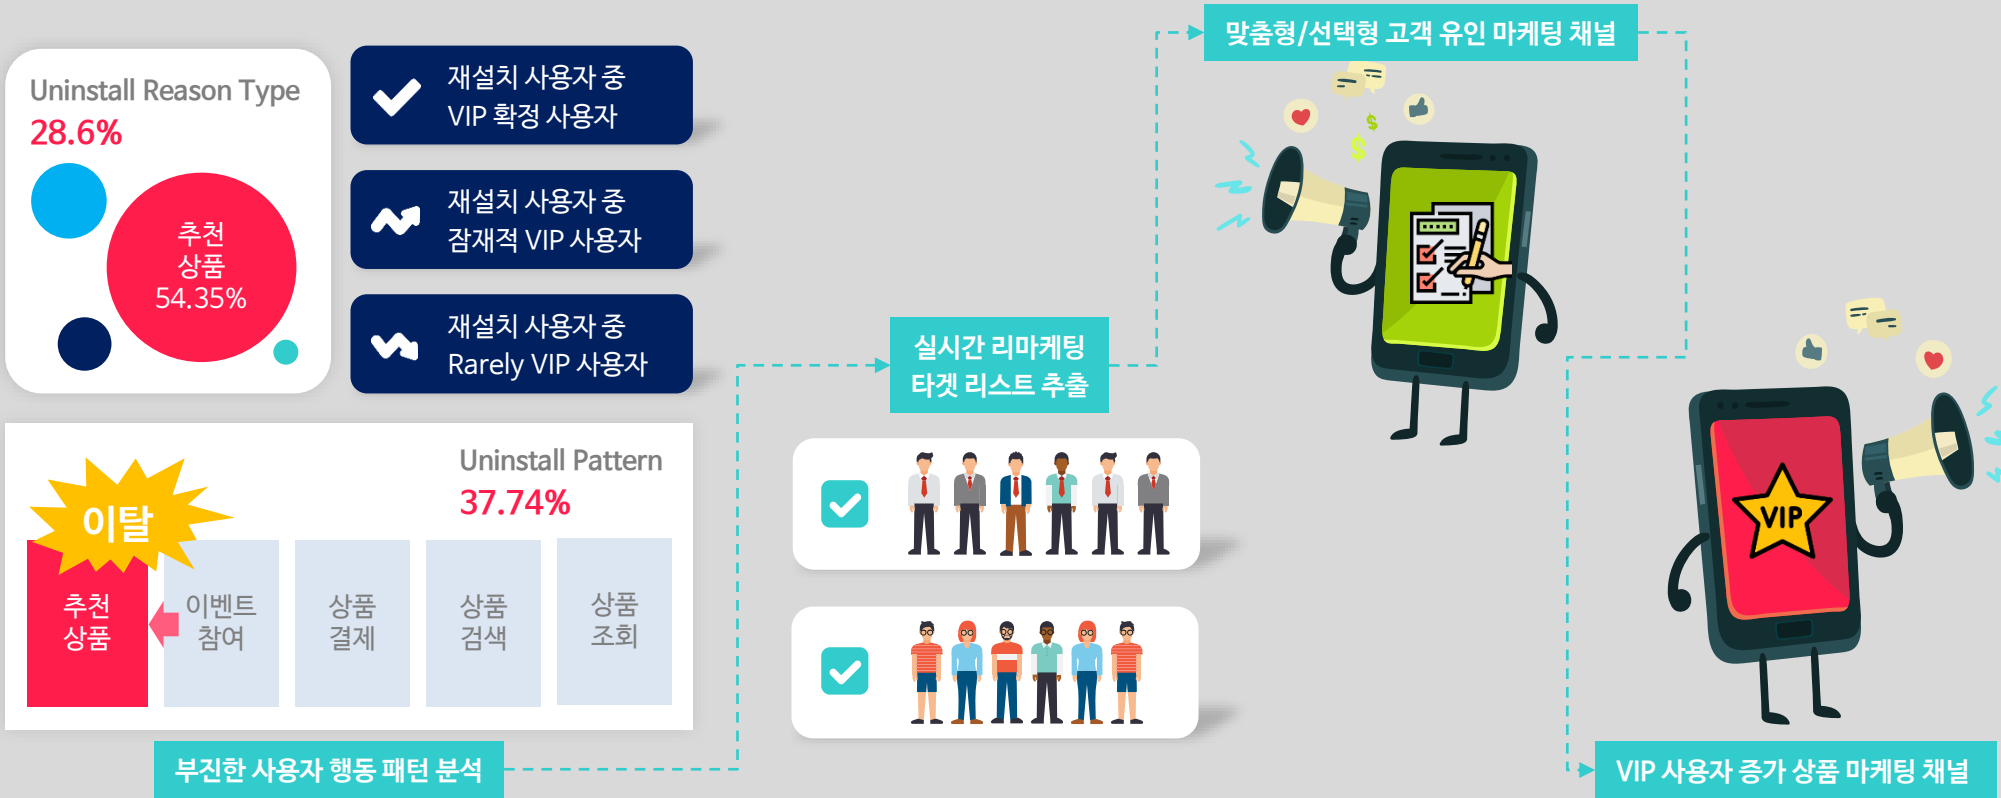 Uninstall Reason Type
28.6%
추천
상품
54.35%
재설치 사용자 중
VIP 확정 사용자
재설치 사용자 중
잠재적 VIP 사용자
재설치 사용자 중
Rarely VIP 사용자
Uninstall Pattern
37.74%
이탈
추천
상품
이벤트
참여
상품
결제
상품
검색
상품
조회
부진한 사용자 행동 패턴 분석
실시간 리마케팅
타겟 리스트 추출
맞춤형/선택형 고객 유인 마케팅 채널
$
$
VIP
VIP 사용자 증가 상품 마케팅 채널